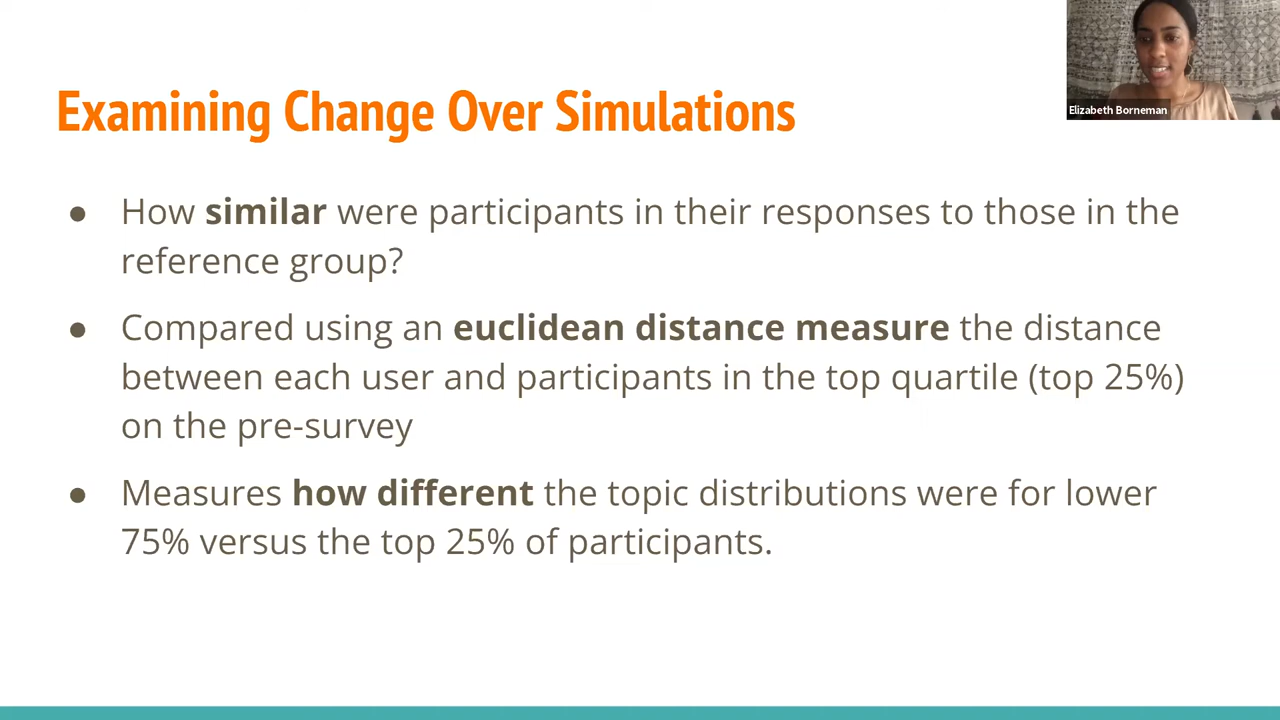 Elizabeth Borneman
Examining Change Over Simulations
● How similar were participants in their responses to those in the
reference group?
● Compared using an euclidean distance measure the distance
between each user and participants in the top quartile (top 25%)
on the pre-survey
● Measures how different the topic distributions were for lower
75% versus the top 25% of participants.